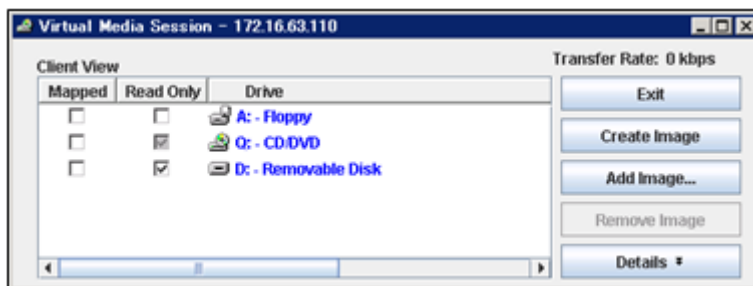 Virtual Media Session - 172.16.63.110
Client View
Transfer Rate: 0 kbps
Mapped Read Only Drive
A: - Floppy
Q: - CD/DVD
D: - Removable Disk
Exit
Create Image
Add Image...
Remove Image
Details